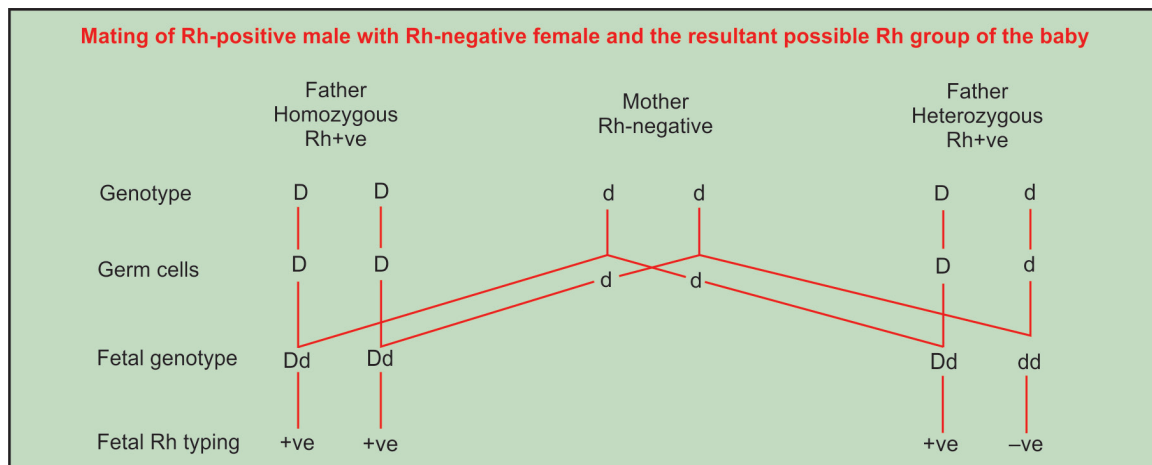 Mating of Rh-positive male with Rh-negative female and the resultant possible Rh group of the baby
Father
Homozygous
Rh+ve
Mother
Rh-negative
Father
Heterozygous
Rh+ve
Genotype D D d d D d
Germ cells D D d d D d
Fetal genotype Dd Dd Dd dd
Fetal Rh typing +ve +ve +ve –ve